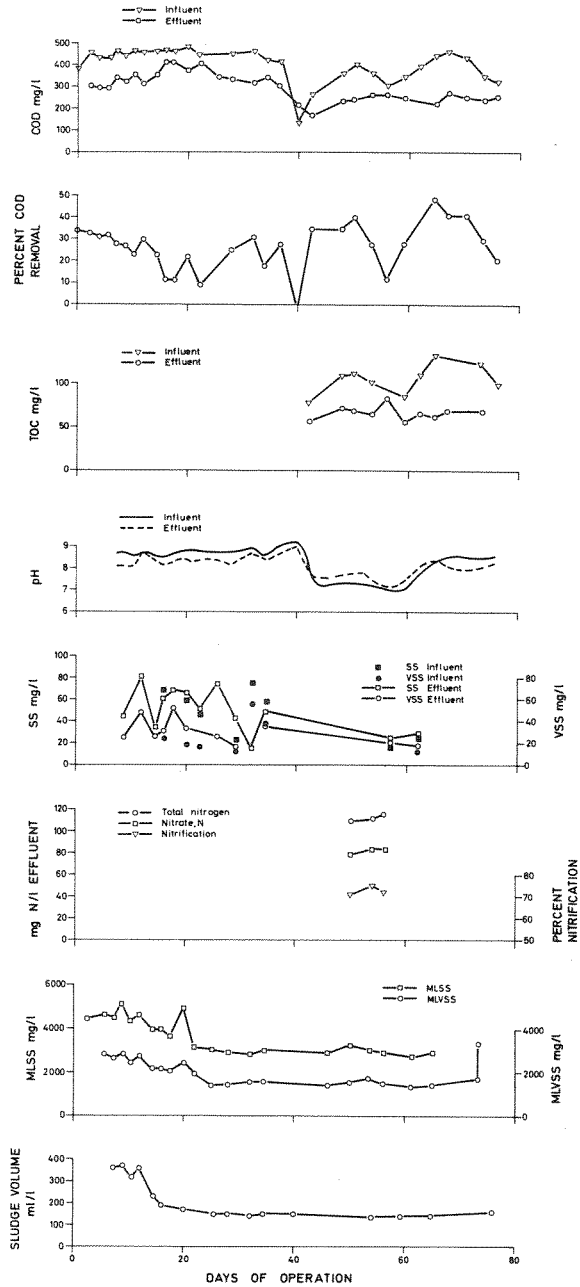 Influent
Effluent
500
400
300
200
100
0
COD mg/l
0
20
40
60
80
50
40
30
20
10
0
PERCENT COD
REMOVAL
Influent
Effluent
100
50
0
TOC mg/l
Influent
Effluent
9
8
7
6
pH
SS Influent
VSS Influent
SS Effluent
VSS Effluent
100
80
60
40
20
0
SS mg/l
80
60
40
20
0
VSS mg/l
Total nitrogen
Nitrate, N
Nitrification
120
100
80
60
40
20
0
mg N/l EFFLUENT
80
70
60
50
PERCENT
NITRIFICATION
MLSS
MLVSS
6000
4000
2000
0
MLSS mg/l
4000
2000
0
MLVSS mg/l
400
300
200
100
0
SLUDGE VOLUME
ml/l
0
20
40
60
80
DAYS OF OPERATION